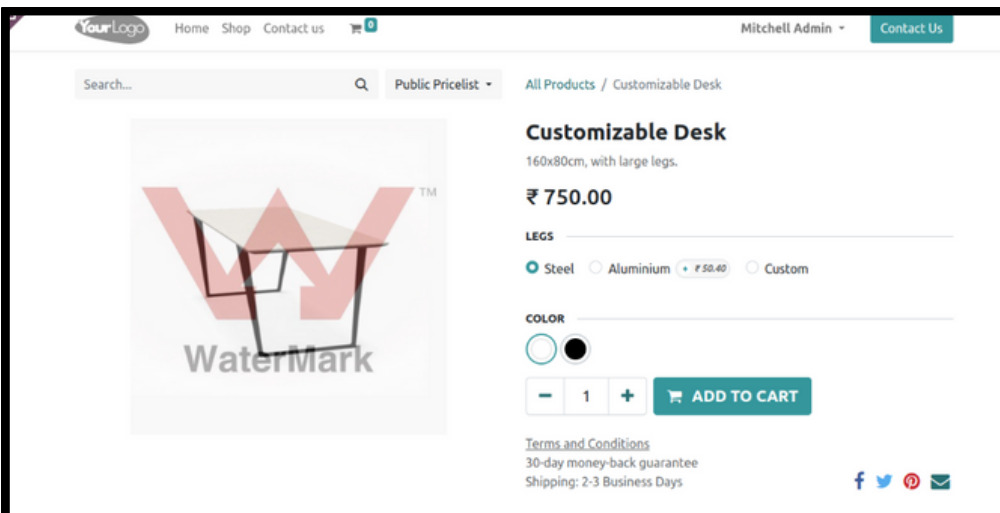 YourLogo Home Shop Contact us 0 Mitchell Admin Contact Us
Search... Public Pricelist All Products / Customizable Desk
Customizable Desk
160x80cm, with large legs.
₹ 750.00
TM
WaterMark
LEGS
Steel Aluminium + ₹ 50.40 Custom
COLOR
- 1 + ADD TO CART
Terms and Conditions
30-day money-back guarantee
Shipping: 2-3 Business Days